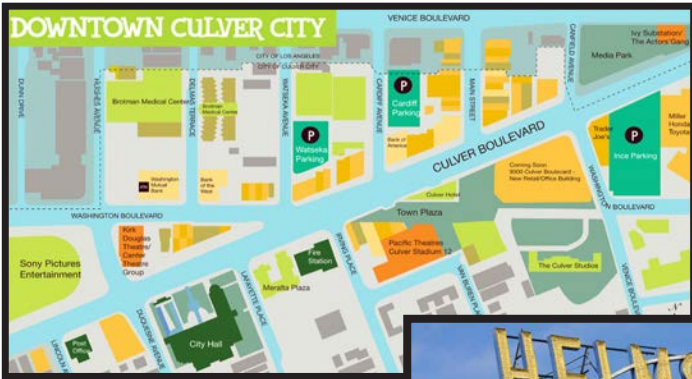 DOWNTOWN CULVER CITY
VENICE BOULEVARD
CITY OF LOS ANGELES
CITY OF CULVER CITY
Ivy Substation/
The Actors' Gang
Media Park
CANFIELD AVENUE
DUNN DRIVE
HUGHES AVENUE
Brotman Medical Center
DELMAS TERRACE
Brotman
Medical Centre
WATSEKA AVENUE
P
Watseka
Parking
CARDIFF AVENUE
P
Cardiff
Parking
MAIN STREET
Bank of
America
CULVER BOULEVARD
Trader
Joe's
P
Ince Parking
Miller
Honda
Toyota
Washington
Mutual
Bank
Bank
of the
West
Coming Soon
9300 Culver Boulevard -
New Retail/Office Building
WASHINGTON BOULEVARD
Culver Hotel
Town Plaza
Kirk
Douglas
Theatre/
Center
Theatre
Group
Sony Pictures
Entertainment
IRVING PLACE
Pacific Theatres
Culver Stadium 12
Fire
Station
Meralta Plaza
LAFAYETTE PLACE
VAN BUREN PLACE
The Culver Studios
City Hall
DUQUESNE AVENUE
Post
Office
HELMS